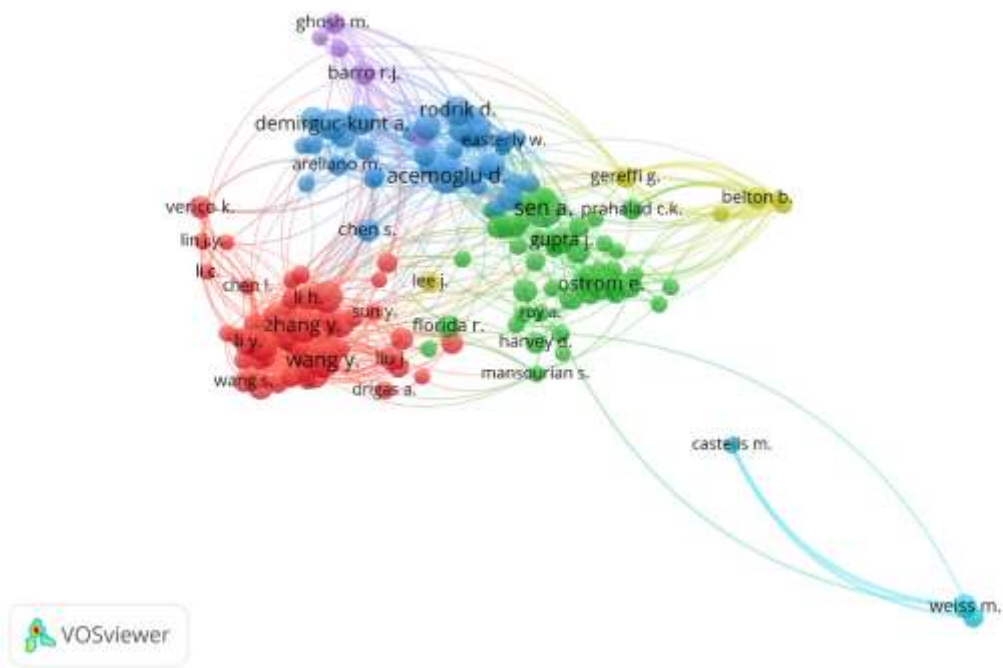 ghosh m.
barro r.j.
rodrik d.
demirguc-kunt a.
easterly w.
arellano m.
acemoglu d.
gereffi g.
belton b.
verico k.
sen a.
prahalad c.k.
chen s.
lin j.y.
gupta j.
li c.
chen l.
lee j.
ostrom e.
li h.
sun y.
roy a.
zhang y.
florida r.
li y.
harvey d.
wang y.
liu j.
mansourian s.
wang s.
drigas a.
castells m.
weiss m.
VOSviewer